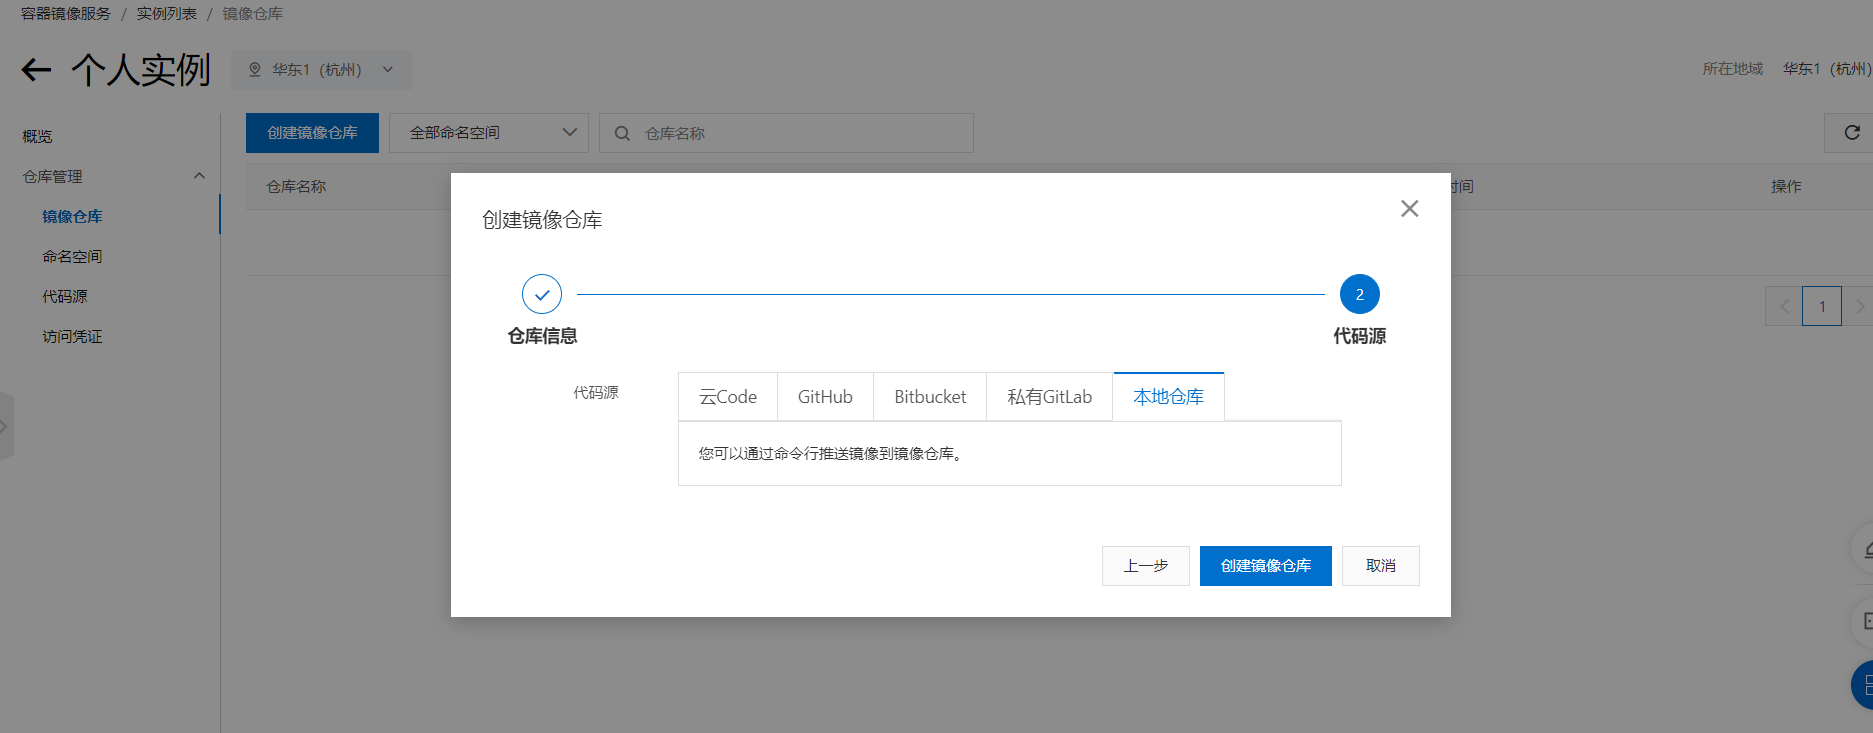 容器镜像服务 / 实例列表 / 镜像仓库
个人实例
华东1（杭州）
所在地域 华东1（杭州）
概览
仓库管理
镜像仓库
命名空间
代码源
访问凭证
创建镜像仓库 全部命名空间 仓库名称
仓库名称 时间 操作
1
创建镜像仓库
2
仓库信息 代码源
代码源 云Code GitHub Bitbucket 私有GitLab 本地仓库
您可以通过命令行推送镜像到镜像仓库。
上一步 创建镜像仓库 取消